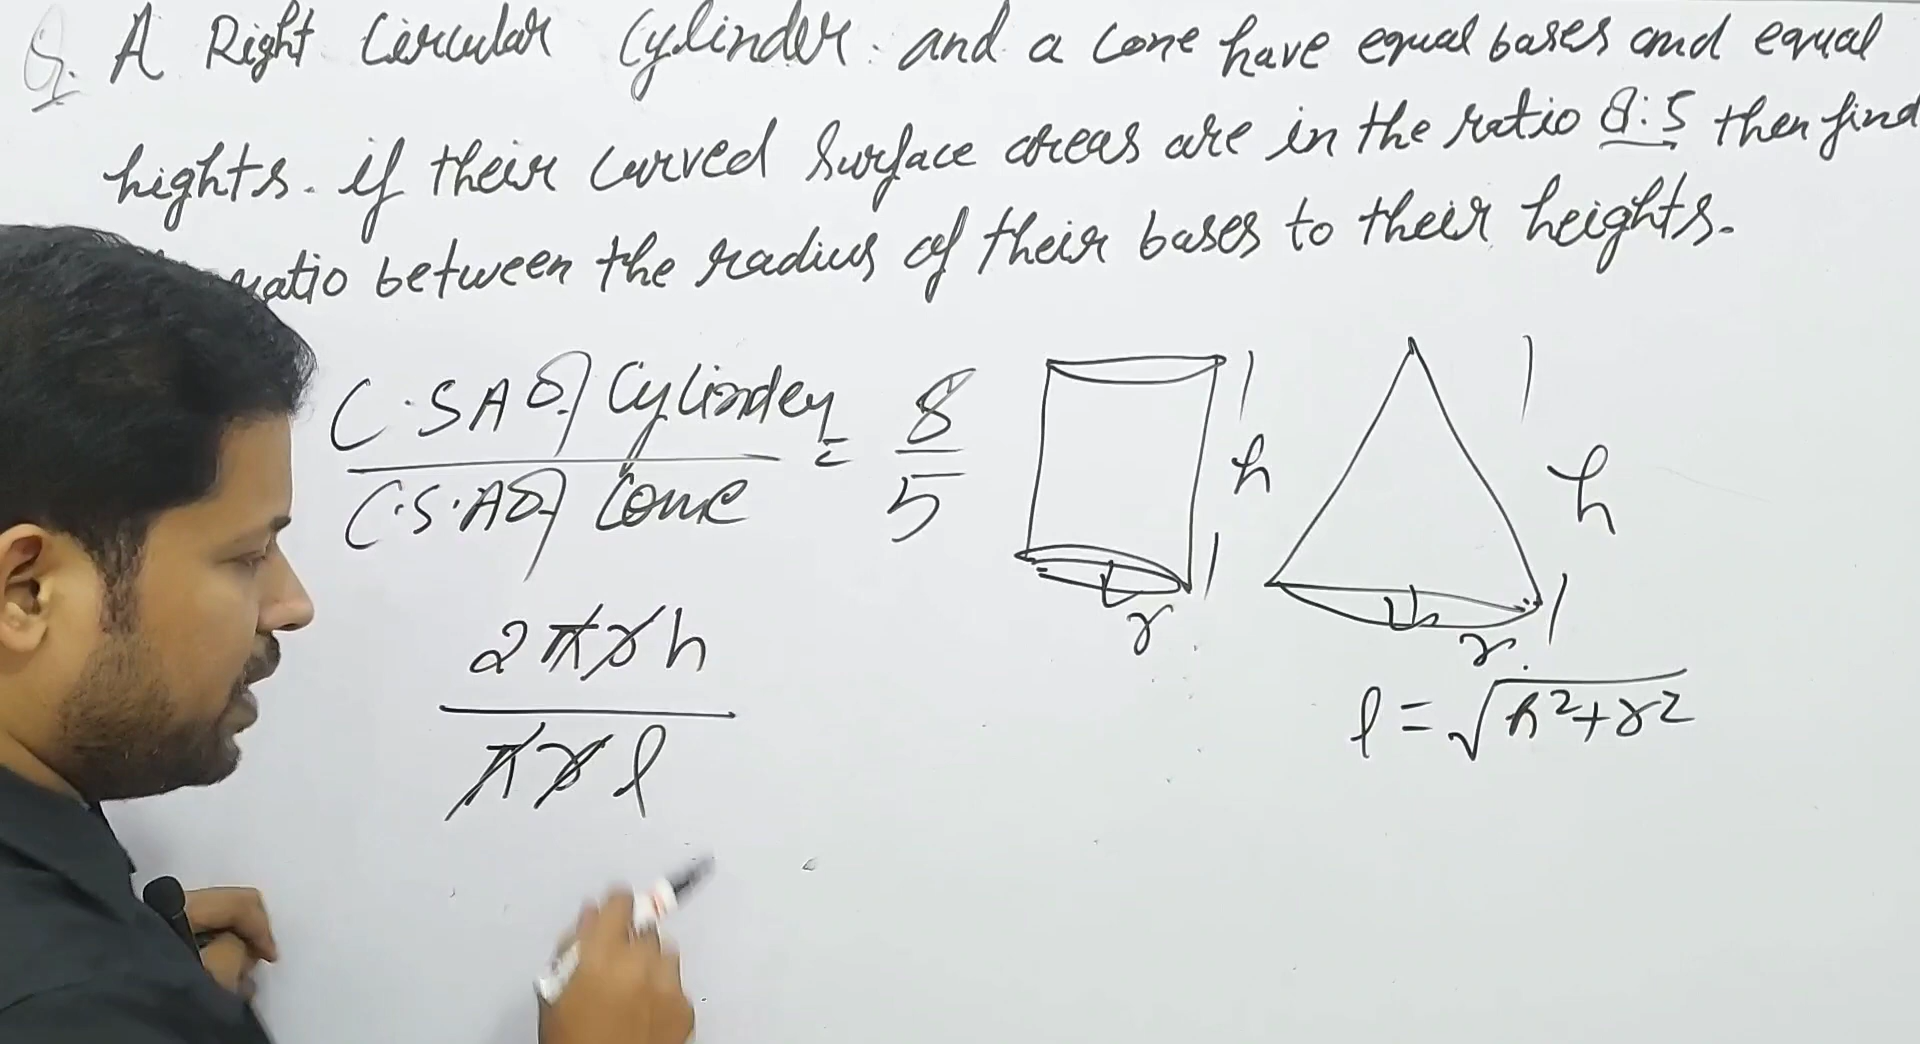 Q. A Right Circular Cylinder. and a cone have equal bases and equal
hights. if their curved surface areas are in the ratio 8:5 then find
ratio between the radius of their bases to their heights.
C.SA of Cylinder = 8
C.S.A of Cone 5
h
h
r
r.
2πrh
πrl
l = √h²+r²